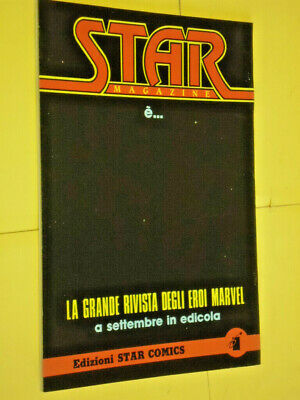 STAR
MAGAZINE
è...
LA GRANDE RIVISTA DEGLI EROI MARVEL
a settembre in edicola
Edizioni STAR COMICS